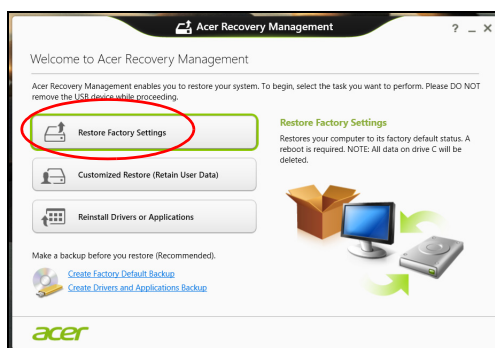 Acer Recovery Management
? _ X
Welcome to Acer Recovery Management
Acer Recovery Management enables you to restore your system. To begin, select the task you want to perform. Please DO NOT
remove the USB device while proceeding.
Restore Factory Settings
Customized Restore (Retain User Data)
Reinstall Drivers or Applications
Restore Factory Settings
Restores your computer to its factory default status. A
reboot is required. NOTE: All data on drive C will be
deleted.
Make a backup before you restore (Recommended).
Create Factory Default Backup
Create Drivers and Applications Backup
acer